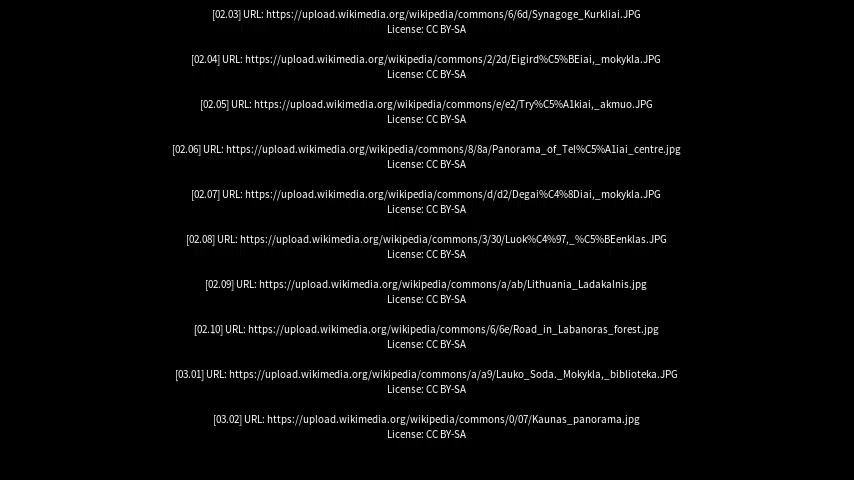 [02.03] URL: https://upload.wikimedia.org/wikipedia/commons/6/6d/Synagoge_Kurkliai.JPG
License: CC BY-SA
[02.04] URL: https://upload.wikimedia.org/wikipedia/commons/2/2d/Eigird%C5%BEiai,_mokykla.JPG
License: CC BY-SA
[02.05] URL: https://upload.wikimedia.org/wikipedia/commons/e/e2/Try%C5%A1kiai,_akmuo.JPG
License: CC BY-SA
[02.06] URL: https://upload.wikimedia.org/wikipedia/commons/8/8a/Panorama_of_Tel%C5%A1iai_centre.jpg
License: CC BY-SA
[02.07] URL: https://upload.wikimedia.org/wikipedia/commons/d/d2/Degai%C4%8Diai,_mokykla.JPG
License: CC BY-SA
[02.08] URL: https://upload.wikimedia.org/wikipedia/commons/3/30/Luok%C4%97,_%C5%BEenklas.JPG
License: CC BY-SA
[02.09] URL: https://upload.wikimedia.org/wikipedia/commons/a/ab/Lithuania_Ladakalnis.jpg
License: CC BY-SA
[02.10] URL: https://upload.wikimedia.org/wikipedia/commons/6/6e/Road_in_Labanoras_forest.jpg
License: CC BY-SA
[03.01] URL: https://upload.wikimedia.org/wikipedia/commons/a/a9/Lauko_Soda._Mokykla,_biblioteka.JPG
License: CC BY-SA
[03.02] URL: https://upload.wikimedia.org/wikipedia/commons/0/07/Kaunas_panorama.jpg
License: CC BY-SA